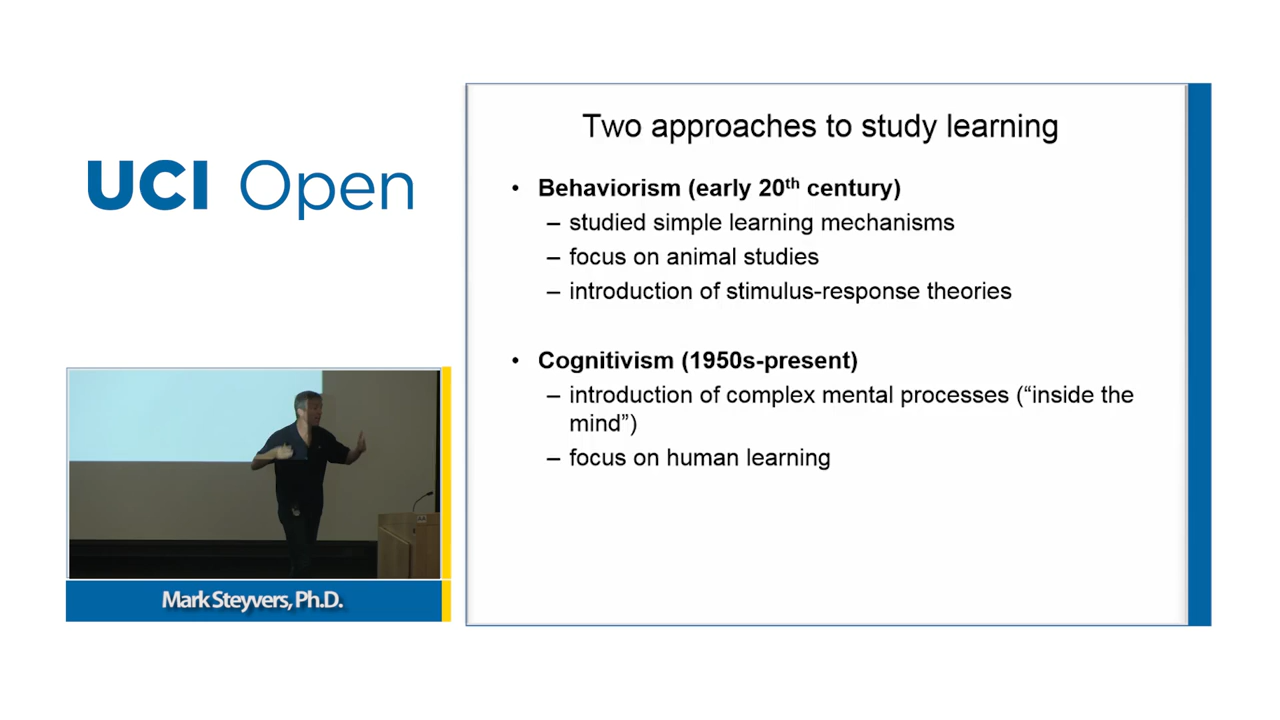 UCI Open
Two approaches to study learning
• Behaviorism (early 20th century)
– studied simple learning mechanisms
– focus on animal studies
– introduction of stimulus-response theories
• Cognitivism (1950s-present)
– introduction of complex mental processes (“inside the
mind”)
– focus on human learning
Mark Steyvers, Ph.D.